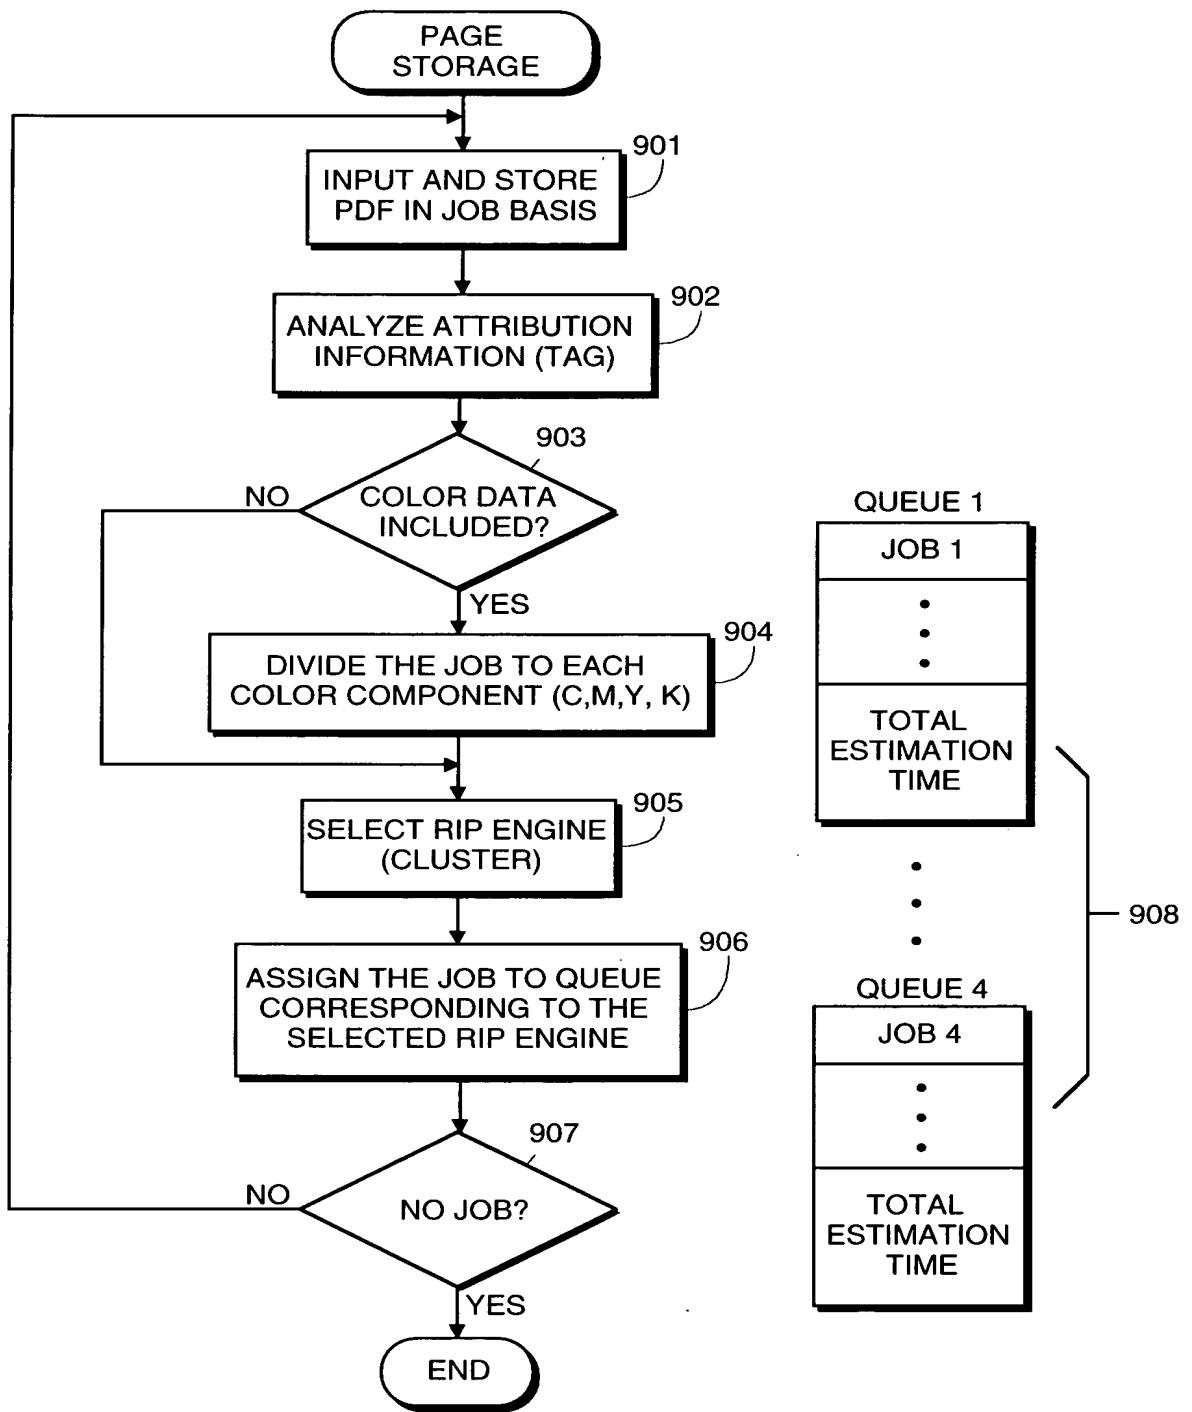 PAGE
STORAGE
901
INPUT AND STORE
PDF IN JOB BASIS
902
ANALYZE ATTRIBUTION
INFORMATION (TAG)
903
NO
COLOR DATA
INCLUDED?
YES
904
DIVIDE THE JOB TO EACH
COLOR COMPONENT (C,M,Y, K)
905
SELECT RIP ENGINE
(CLUSTER)
906
ASSIGN THE JOB TO QUEUE
CORRESPONDING TO THE
SELECTED RIP ENGINE
907
NO
NO JOB?
YES
END
QUEUE 1
JOB 1
TOTAL
ESTIMATION
TIME
908
QUEUE 4
JOB 4
TOTAL
ESTIMATION
TIME